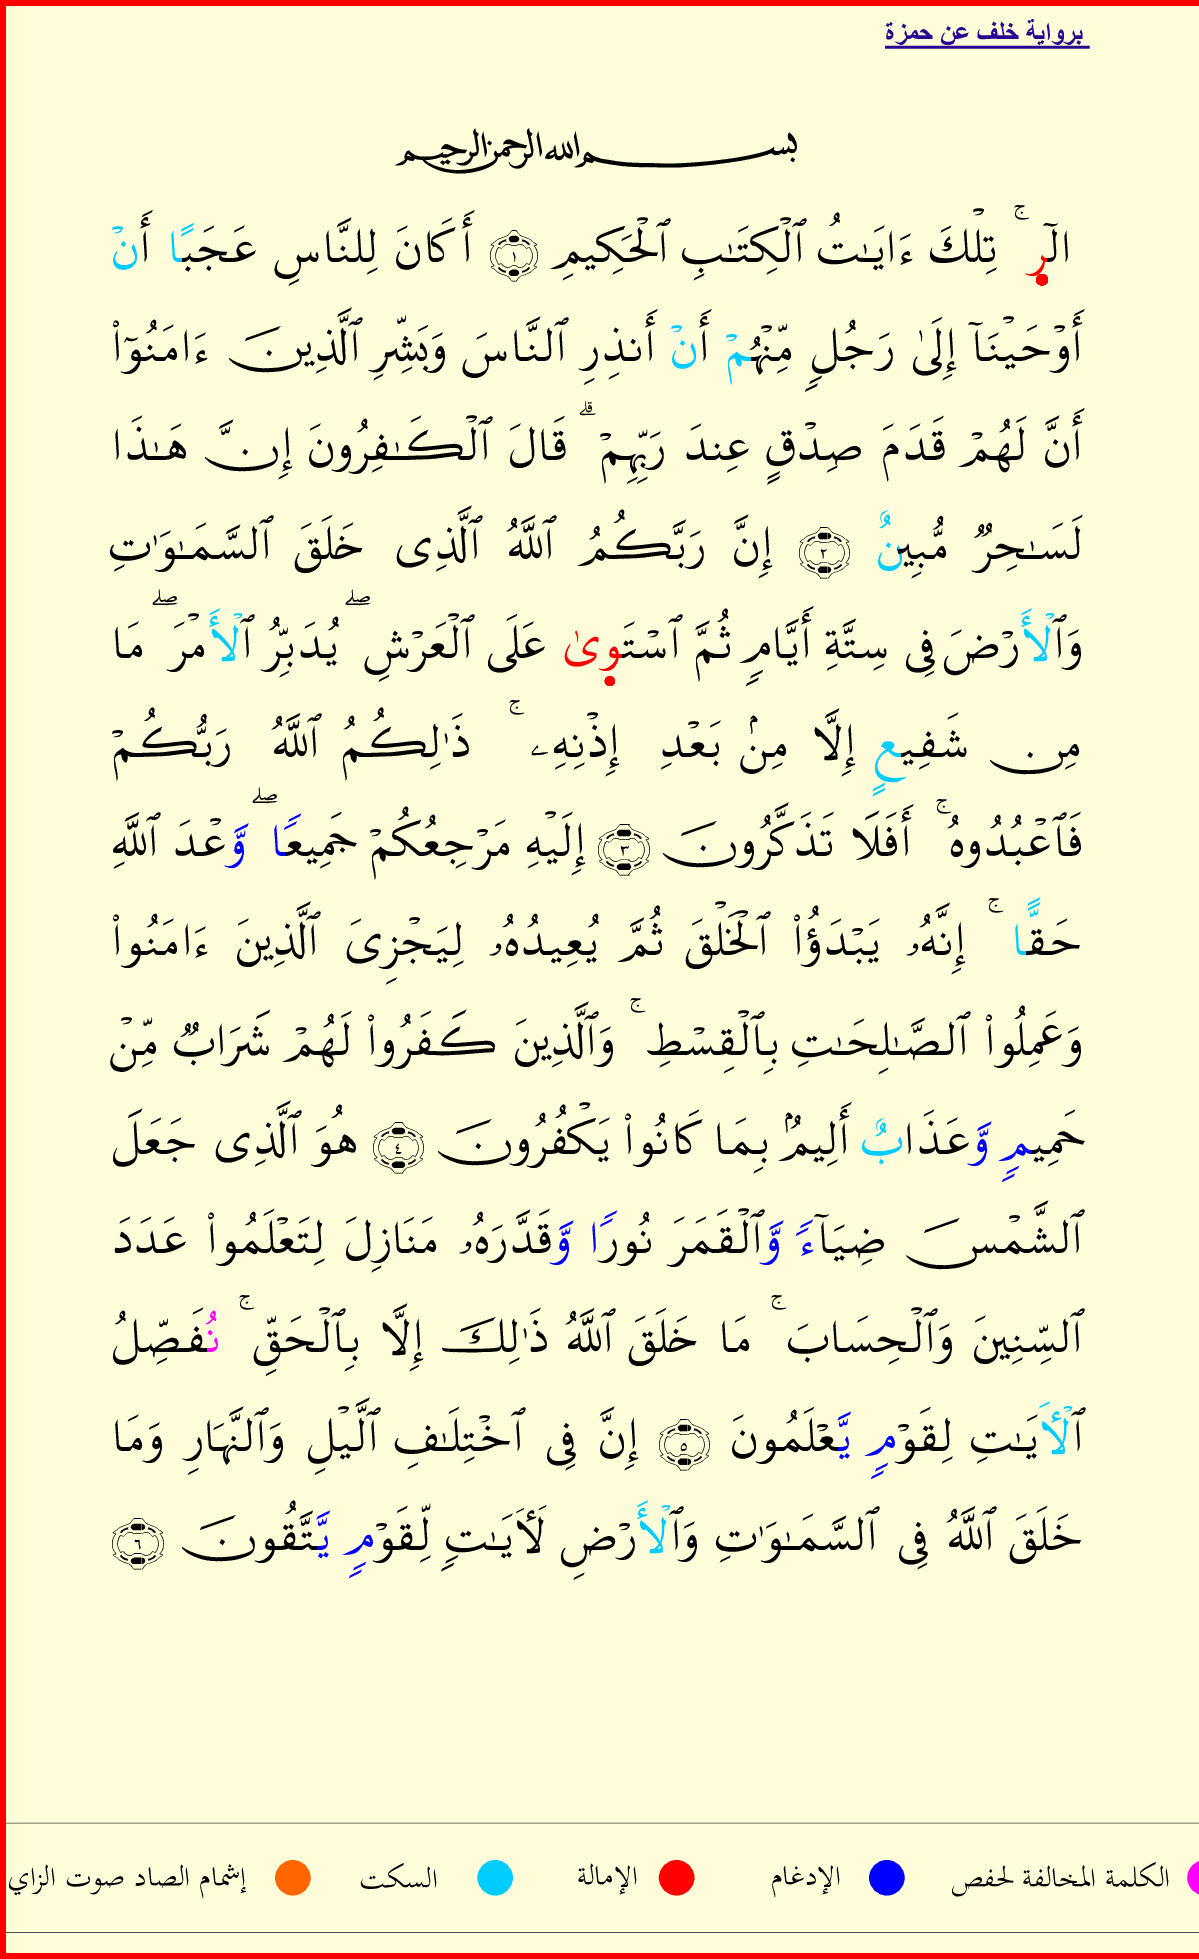 برواية خلف عن حمزة
بسم الله الرحمن الرحيم
الٓرۚ تِلۡكَ ءَايَـٰتُ ٱلۡكِتَـٰبِ ٱلۡحَكِيمِ ١ أَكَانَ لِلنَّاسِ عَجَبًا أَنۡ
أَوۡحَيۡنَآ إِلَىٰ رَجُلٍ مِّنۡهُمۡ أَنۡ أَنذِرِ ٱلنَّاسَ وَبَشِّرِ ٱلَّذِينَ ءَامَنُوٓاْ
أَنَّ لَهُمۡ قَدَمَ صِدۡقٍ عِندَ رَبِّهِمۡۗ قَالَ ٱلۡكَـٰفِرُونَ إِنَّ هَـٰذَا
لَسَـٰحِرٌ مُّبِينٌ ٢ إِنَّ رَبَّكُمُ ٱللَّهُ ٱلَّذِى خَلَقَ ٱلسَّمَـٰوَٰتِ
وَٱلۡأَرۡضَ فِى سِتَّةِ أَيَّامٍ ثُمَّ ٱسۡتَوِىٰ عَلَى ٱلۡعَرۡشِۖ يُدَبِّرُ ٱلۡأَمۡرَۖ مَا
مِن شَفِيعٍ إِلَّا مِنۢ بَعۡدِ إِذۡنِهِۦۚ ذَٰلِكُمُ ٱللَّهُ رَبُّكُمۡ
فَٱعۡبُدُوهُۚ أَفَلَا تَذَكَّرُونَ ٣ إِلَيۡهِ مَرۡجِعُكُمۡ جَمِيعًاۖ وَّعۡدَ ٱللَّهِ
حَقًّاۚ إِنَّهُۥ يَبۡدَؤُاْ ٱلۡخَلۡقَ ثُمَّ يُعِيدُهُۥ لِيَجۡزِىَ ٱلَّذِينَ ءَامَنُواْ
وَعَمِلُواْ ٱلصَّـٰلِحَـٰتِ بِٱلۡقِسۡطِۚ وَٱلَّذِينَ كَفَرُواْ لَهُمۡ شَرَابٌ مِّنۡ
حَمِيمٍ وَّعَذَابٌ أَلِيمٌۢ بِمَا كَانُواْ يَكۡفُرُونَ ٤ هُوَ ٱلَّذِى جَعَلَ
ٱلشَّمۡسَ ضِيَآءً وَّٱلۡقَمَرَ نُورًا وَّقَدَّرَهُۥ مَنَازِلَ لِتَعۡلَمُواْ عَدَدَ
ٱلسِّنِينَ وَٱلۡحِسَابَۚ مَا خَلَقَ ٱللَّهُ ذَٰلِكَ إِلَّا بِٱلۡحَقِّۚ نُفَصِّلُ
ٱلۡأَيَـٰتِ لِقَوۡمٍ يَّعۡلَمُونَ ٥ إِنَّ فِى ٱخۡتِلَـٰفِ ٱلَّيۡلِ وَٱلنَّهَارِ وَمَا
خَلَقَ ٱللَّهُ فِى ٱلسَّمَـٰوَٰتِ وَٱلۡأَرۡضِ لَأَيَـٰتٍ لِّقَوۡمٍ يَّتَّقُونَ ٦
الكلمة المخالفة لحفص الإدغام الإمالة السكت إشمام الصاد صوت الزاي